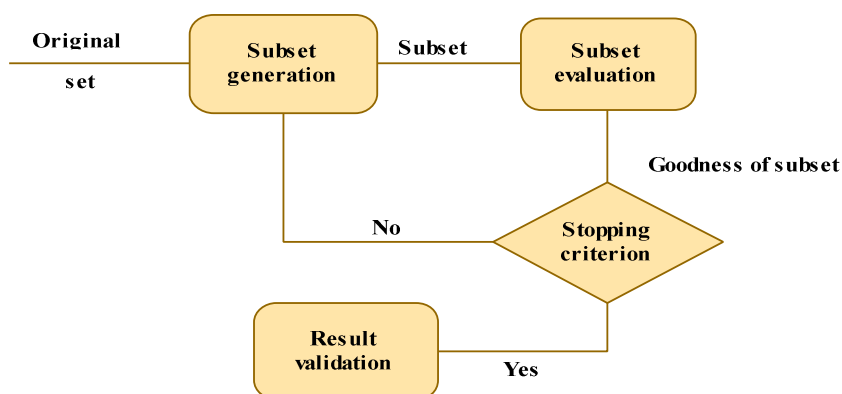 Original
set
Subset
generation
Subset
Subset
evaluation
Goodness of subset
Stopping
criterion
No
Yes
Result
validation